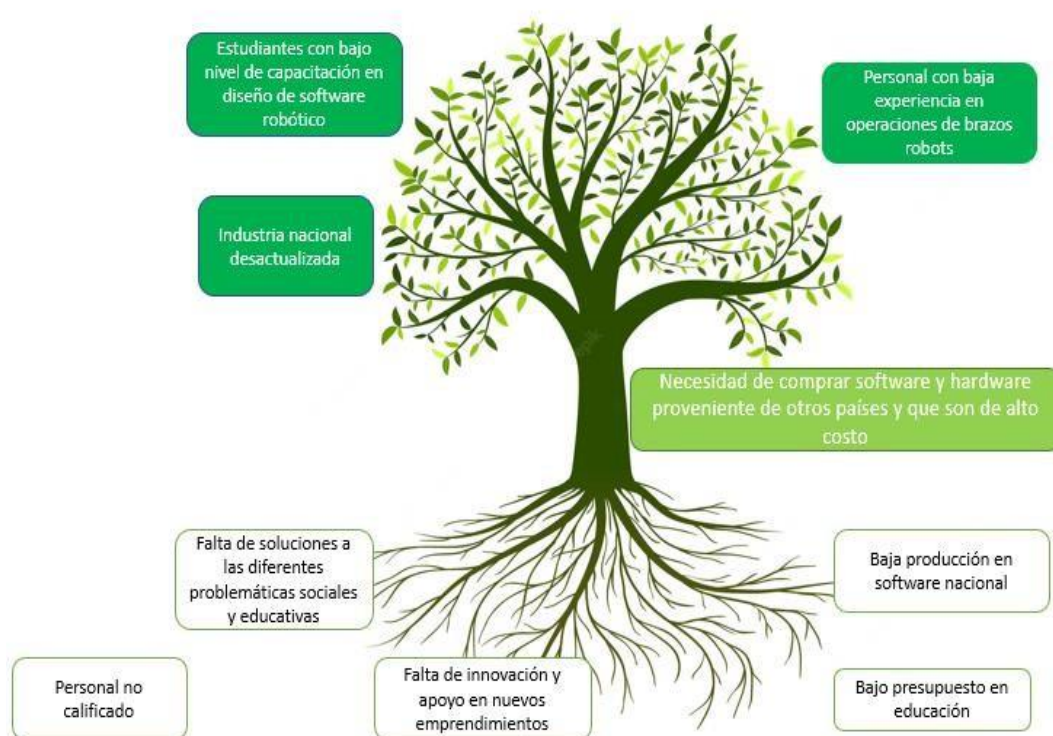 Estudiantes con bajo
nivel de capacitación en
diseño de software
robótico
Personal con baja
experiencia en
operaciones de brazos
robots
Industria nacional
desactualizada
Necesidad de comprar software y hardware
proveniente de otros países y que son de alto
costo
Falta de soluciones a
las diferentes
problemáticas sociales
y educativas
Baja producción en
software nacional
Personal no
calificado
Falta de innovación y
apoyo en nuevos
emprendimientos
Bajo presupuesto en
educación